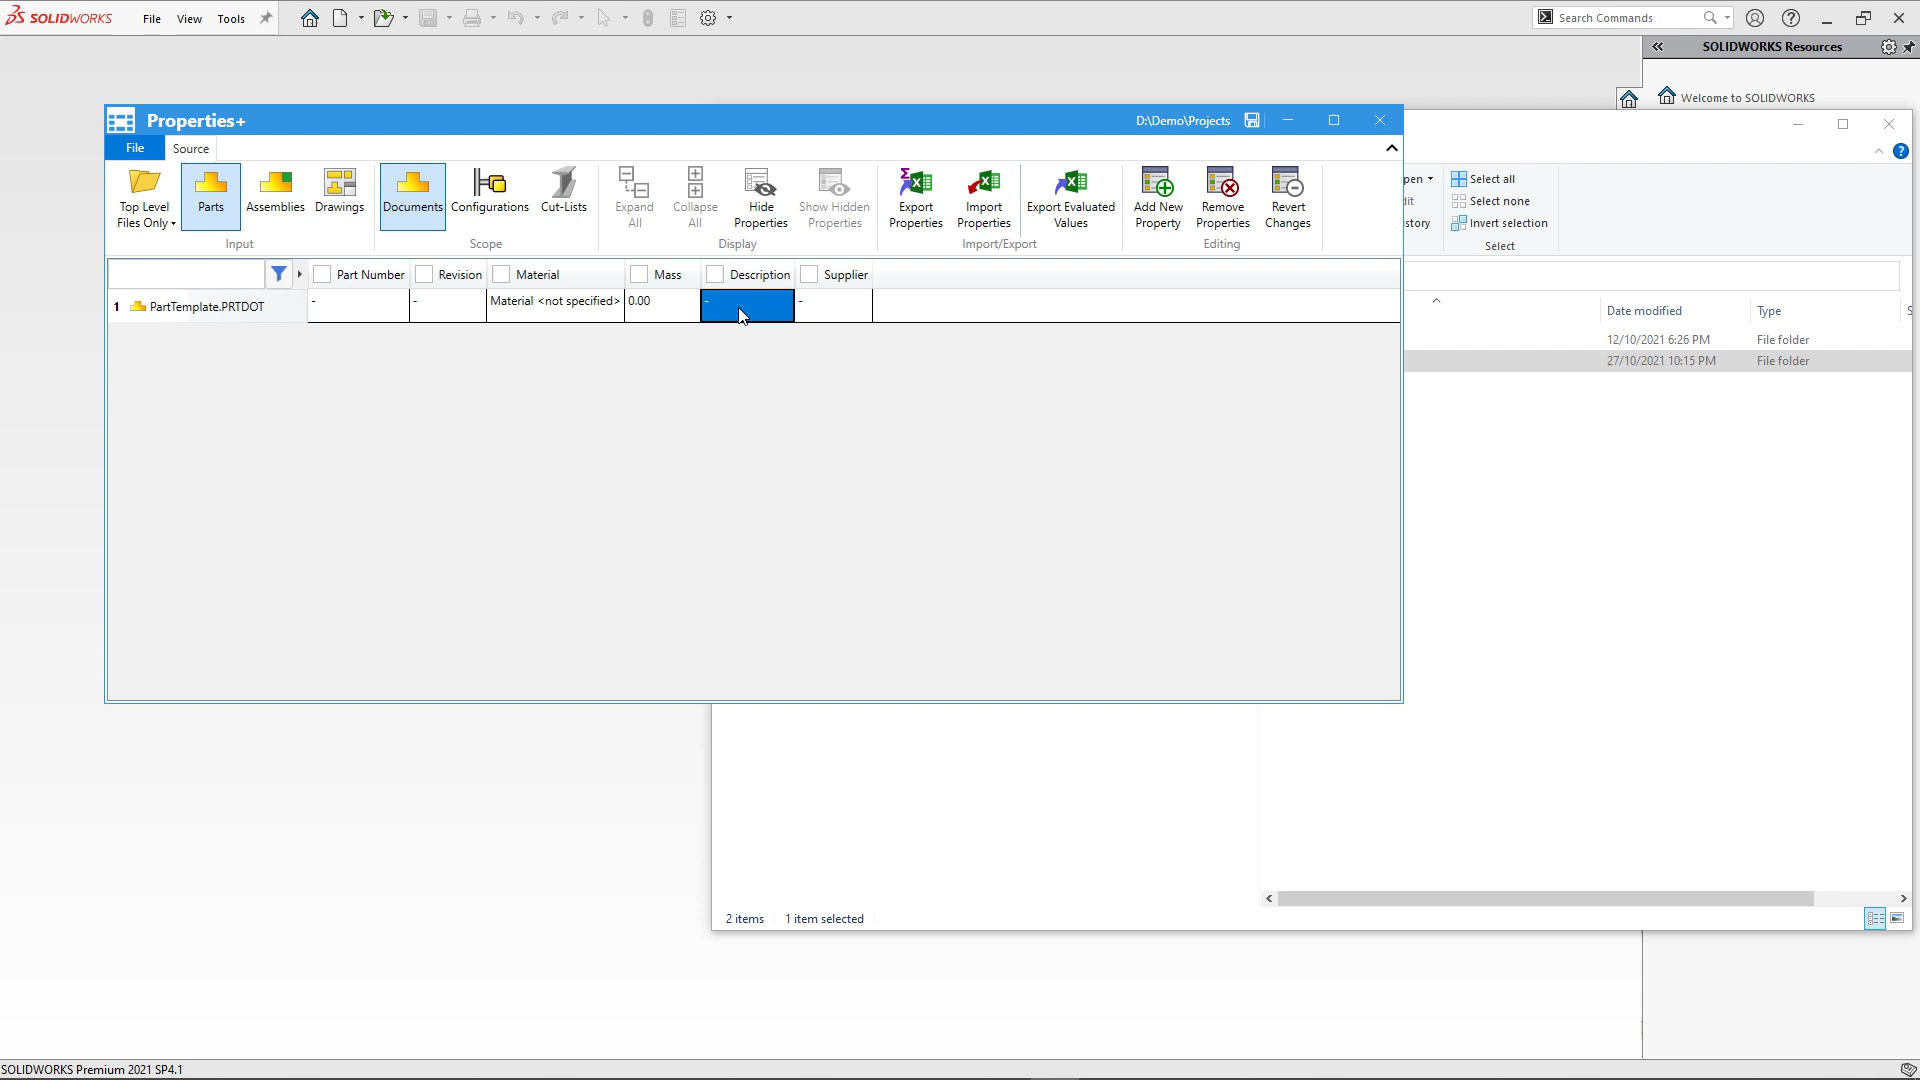 SOLIDWORKS File View Tools Search Commands
SOLIDWORKS Resources
Welcome to SOLIDWORKS
Properties+ D:\Demo\Projects
File Source
Top Level Files Only
Parts
Assemblies
Drawings
Input
Documents
Configurations
Cut-Lists
Scope
Expand All
Collapse All
Hide Properties
Show Hidden Properties
Display
Export Properties
Import Properties
Export Evaluated Values
Import/Export
Add New Property
Remove Properties
Revert Changes
Editing
pen
dit
story
Select all
Select none
Invert selection
Select
Part Number Revision Material Mass Description Supplier
1 PartTemplate.PRTDOT - - Material <not specified> 0.00 - -
Date modified Type
12/10/2021 6:26 PM File folder
27/10/2021 10:15 PM File folder
2 items 1 item selected
SOLIDWORKS Premium 2021 SP4.1